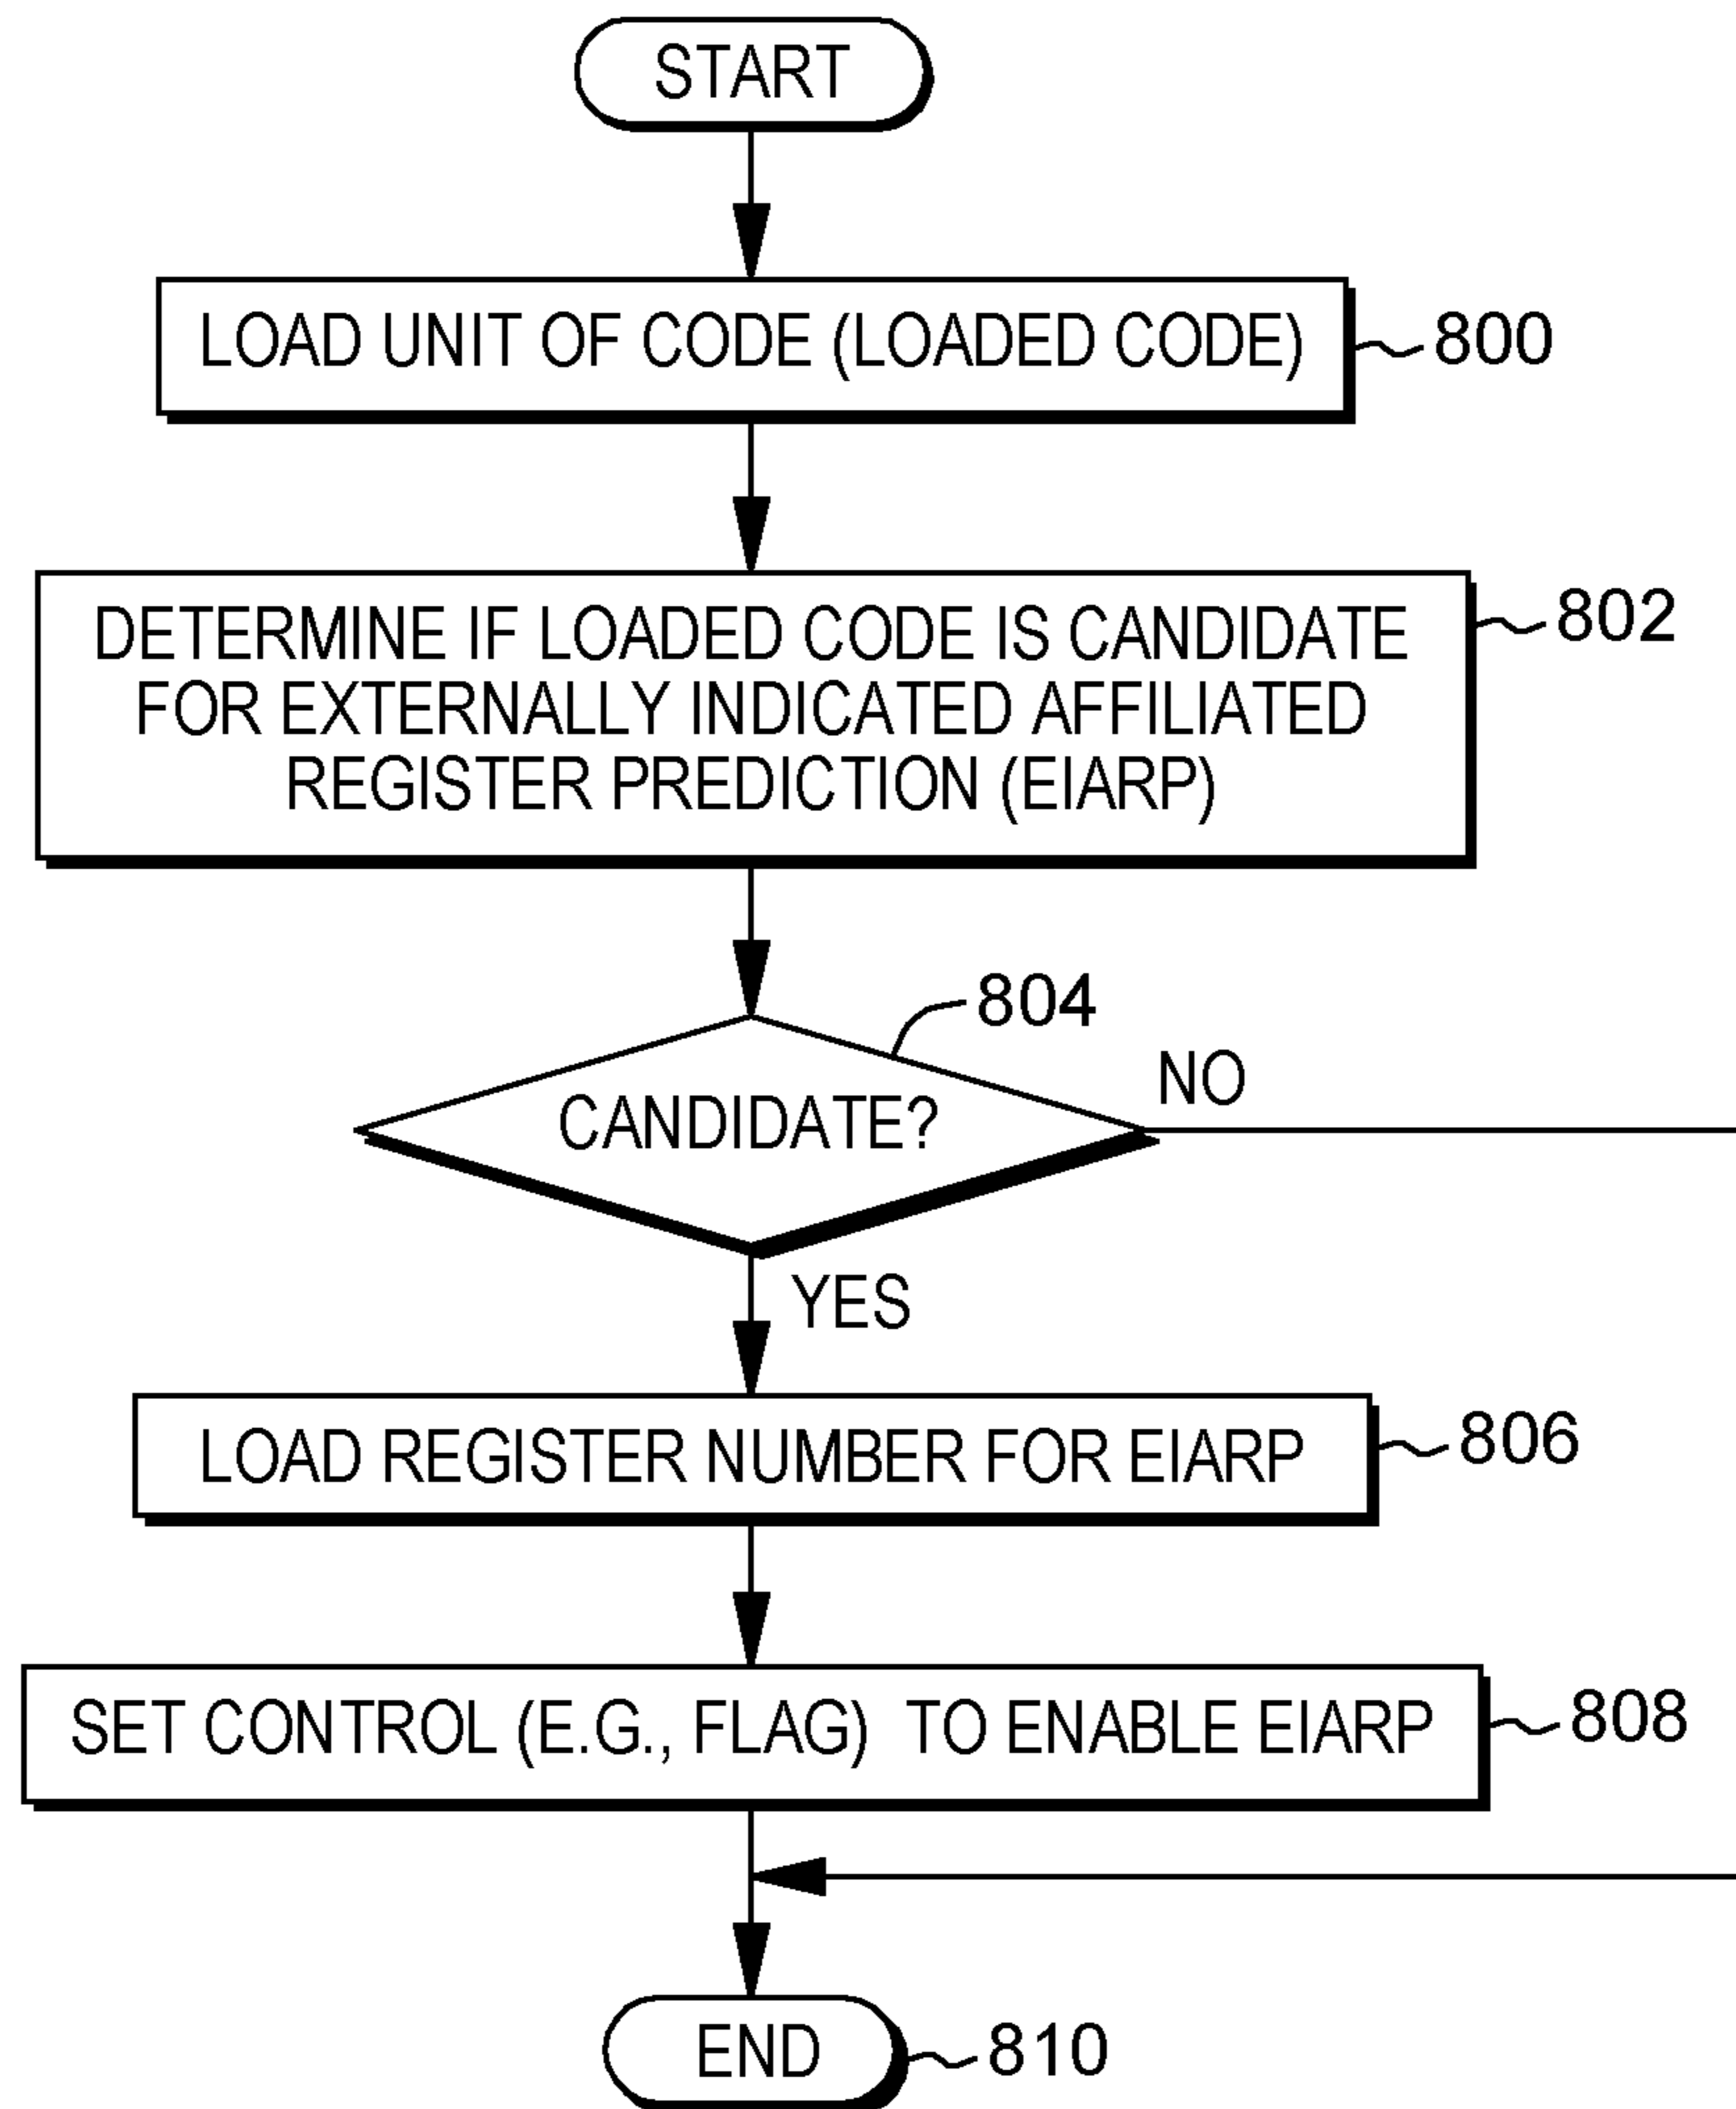 START
LOAD UNIT OF CODE (LOADED CODE)
800
DETERMINE IF LOADED CODE IS CANDIDATE
FOR EXTERNALLY INDICATED AFFILIATED
REGISTER PREDICTION (EIARP)
802
804
CANDIDATE?
NO
YES
LOAD REGISTER NUMBER FOR EIARP
806
SET CONTROL (E.G., FLAG) TO ENABLE EIARP
808
END
810